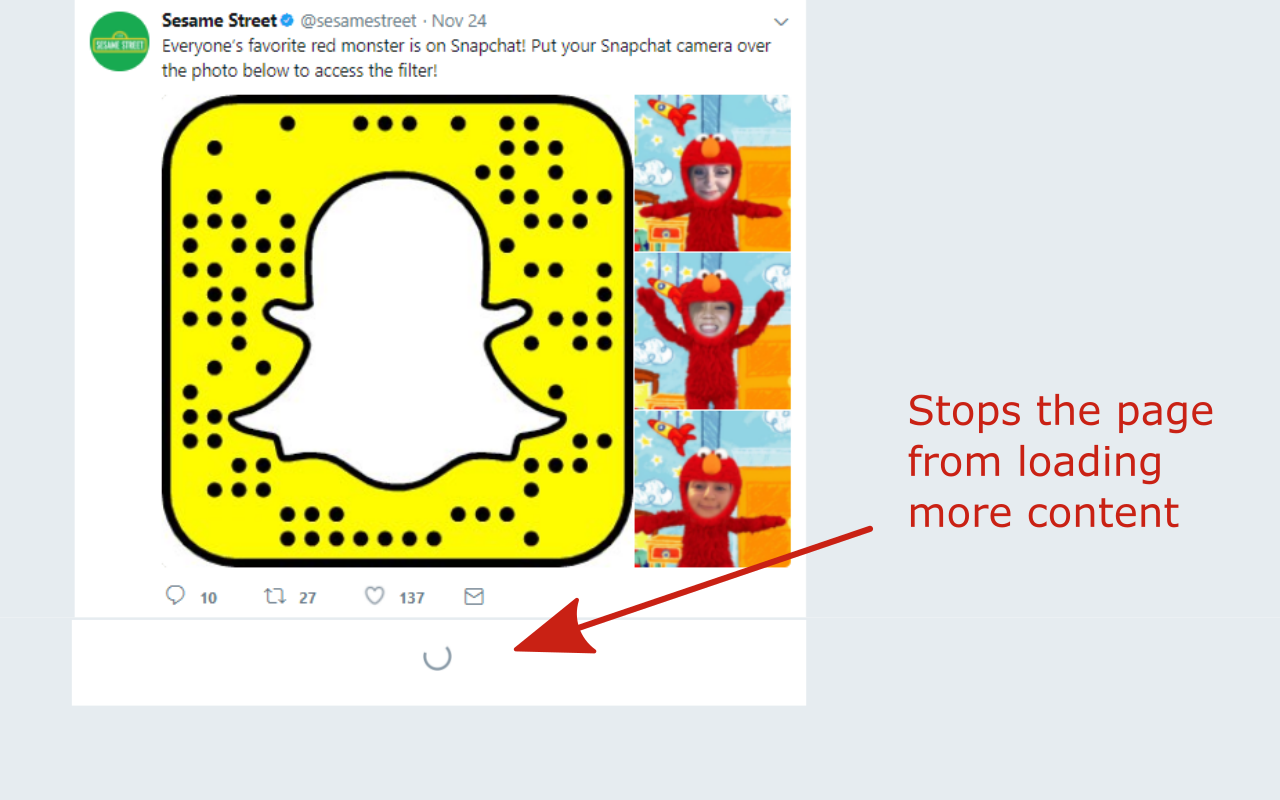 Sesame Street @sesamestreet · Nov 24
Everyone's favorite red monster is on Snapchat! Put your Snapchat camera over
the photo below to access the filter!
SESAME STREET
10 27 137
Stops the page
from loading
more content